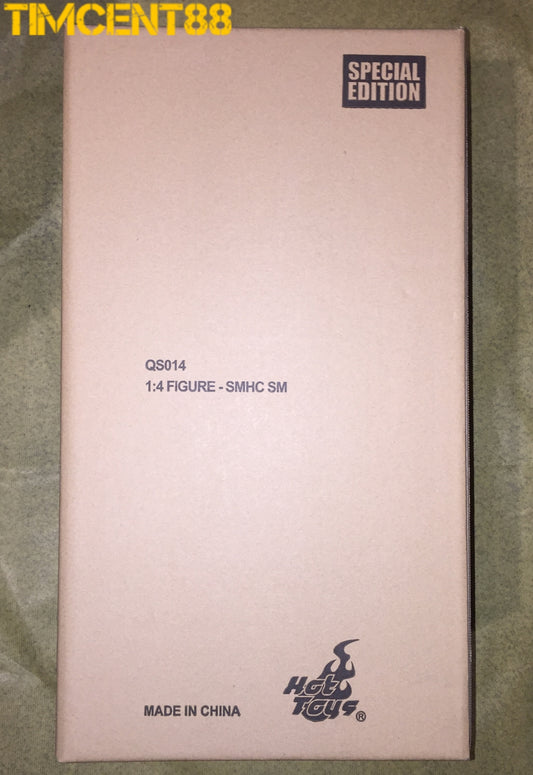 TIMCENT88
SPECIAL
EDITION
QS014
1:4 FIGURE - SMHC SM
MADE IN CHINA
Hot
Toys®